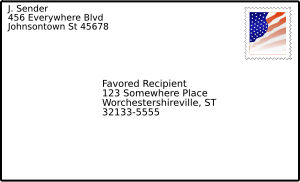 J. Sender
456 Everywhere Blvd
Johnsontown St 45678
Favored Recipient
123 Somewhere Place
Worchestershireville, ST
32133-5555